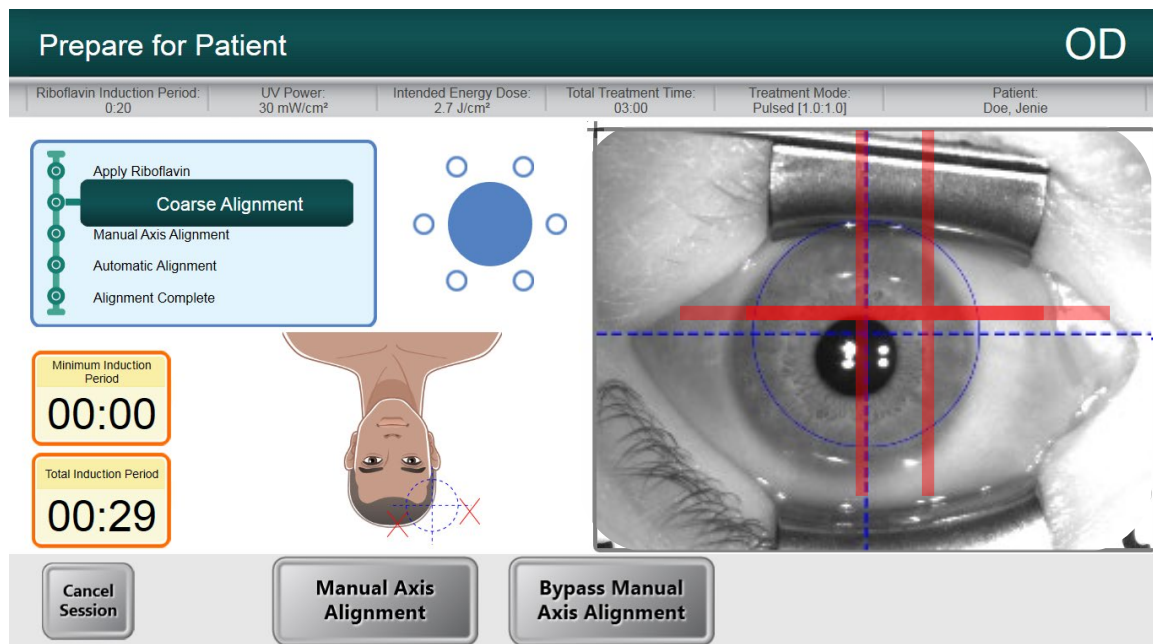 Prepare for Patient
OD
Riboflavin Induction Period:
0:20
UV Power:
30 mW/cm²
Intended Energy Dose:
2.7 J/cm²
Total Treatment Time:
03:00
Treatment Mode:
Pulsed [1.0:1.0]
Patient:
Doe, Jenie
Apply Riboflavin
Coarse Alignment
Manual Axis Alignment
Automatic Alignment
Alignment Complete
Minimum Induction
Period
00:00
Total Induction Period
00:29
Cancel
Session
Manual Axis
Alignment
Bypass Manual
Axis Alignment